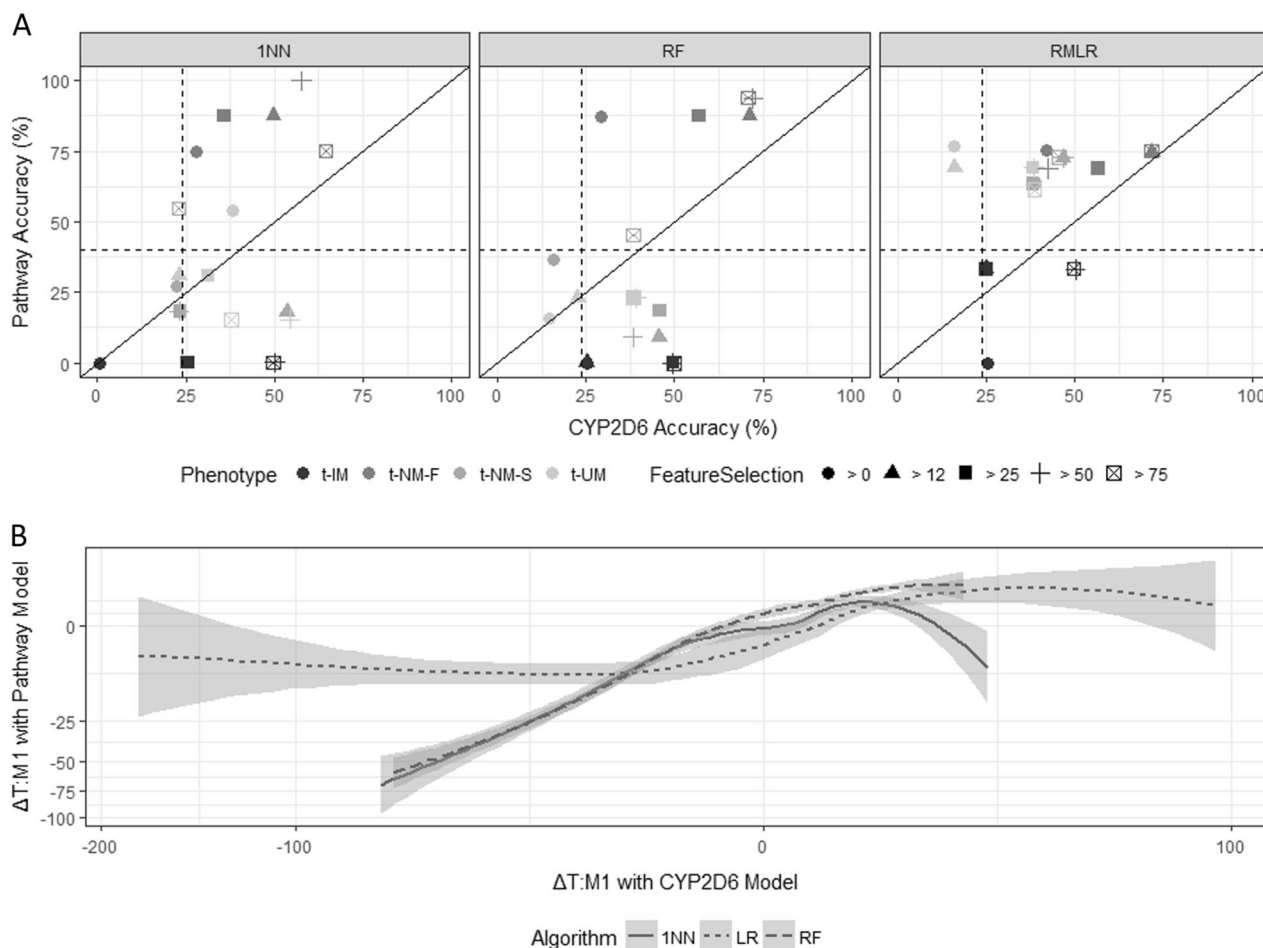 A
1NN RF RMLR
Pathway Accuracy (%)
100
75
50
25
0
0 25 50 75 100 0 25 50 75 100 0 25 50 75 100
CYP2D6 Accuracy (%)
Phenotype t-IM t-NM-F t-NM-S t-UM FeatureSelection > 0 > 12 > 25 > 50 > 75
B
ΔT:M1 with Pathway Model
0
-25
-50
-75
-100
-200 -100 0 100
ΔT:M1 with CYP2D6 Model
Algorithm 1NN LR RF